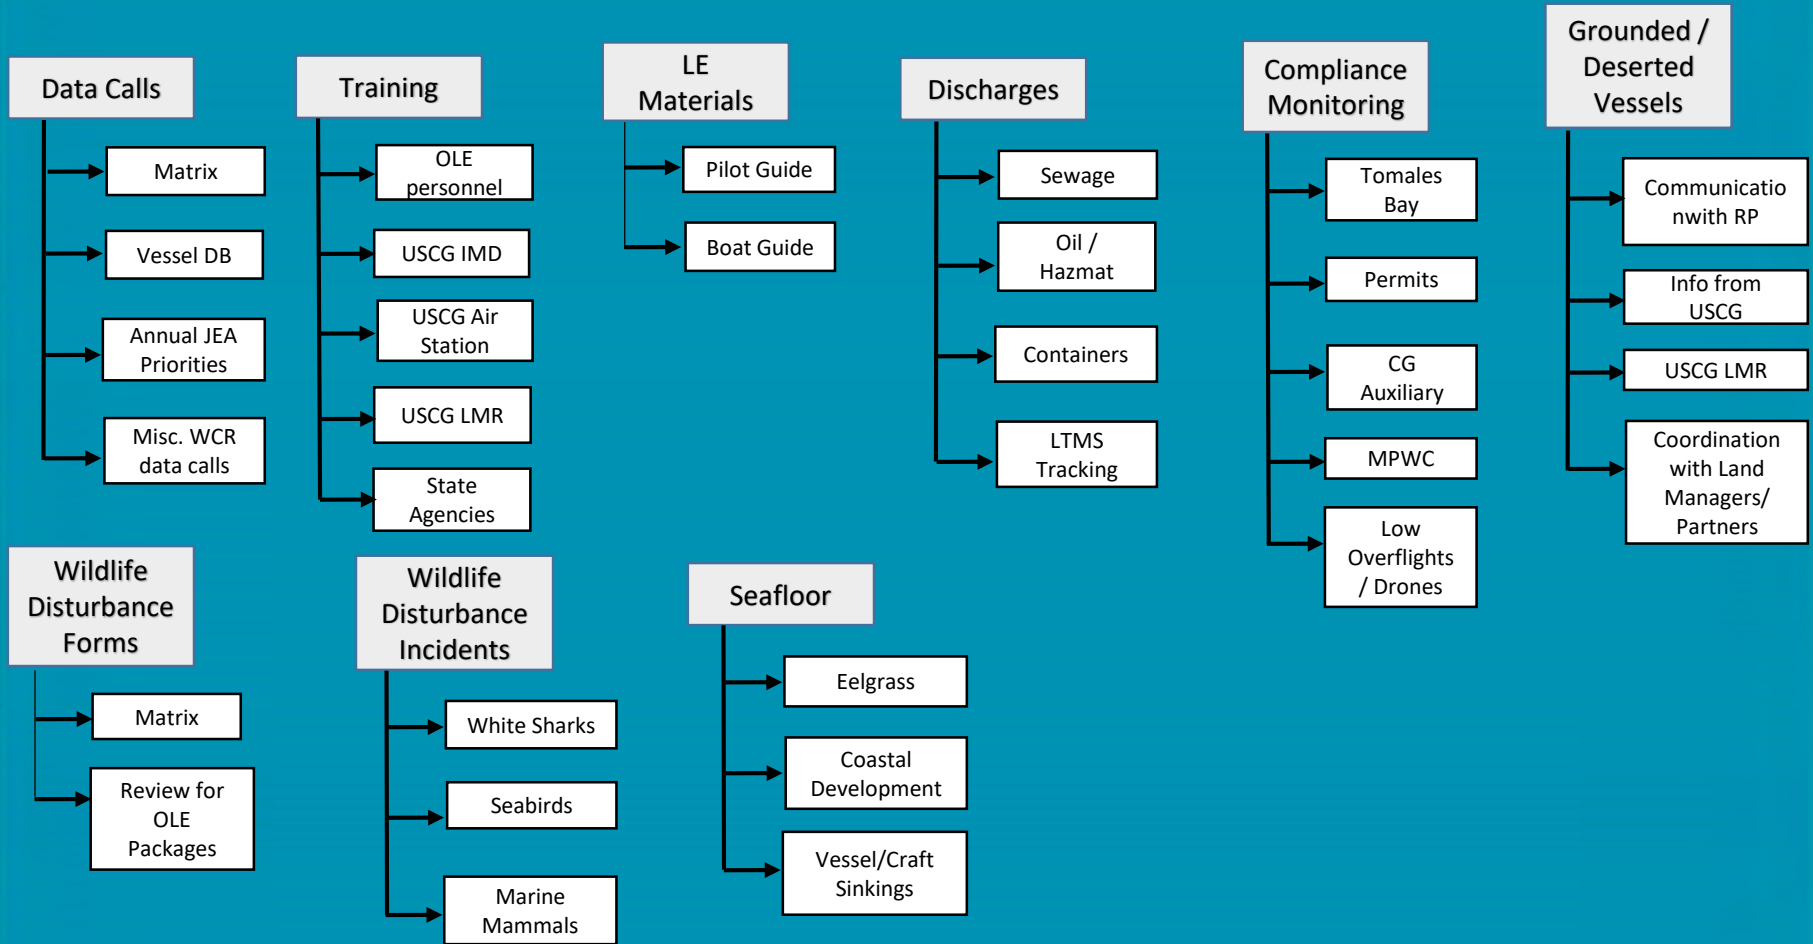 Data Calls
Matrix
Vessel DB
Annual JEA
Priorities
Misc. WCR
data calls
Training
OLE
personnel
USCG IMD
USCG Air
Station
USCG LMR
State
Agencies
LE
Materials
Pilot Guide
Boat Guide
Discharges
Sewage
Oil /
Hazmat
Containers
LTMS
Tracking
Compliance
Monitoring
Tomales
Bay
Permits
CG
Auxiliary
MPWC
Low
Overflights
/ Drones
Grounded /
Deserted
Vessels
Communicatio
nwith RP
Info from
USCG
USCG LMR
Coordination
with Land
Managers/
Partners
Wildlife
Disturbance
Forms
Matrix
Review for
OLE
Packages
Wildlife
Disturbance
Incidents
White Sharks
Seabirds
Marine
Mammals
Seafloor
Eelgrass
Coastal
Development
Vessel/Craft
Sinkings